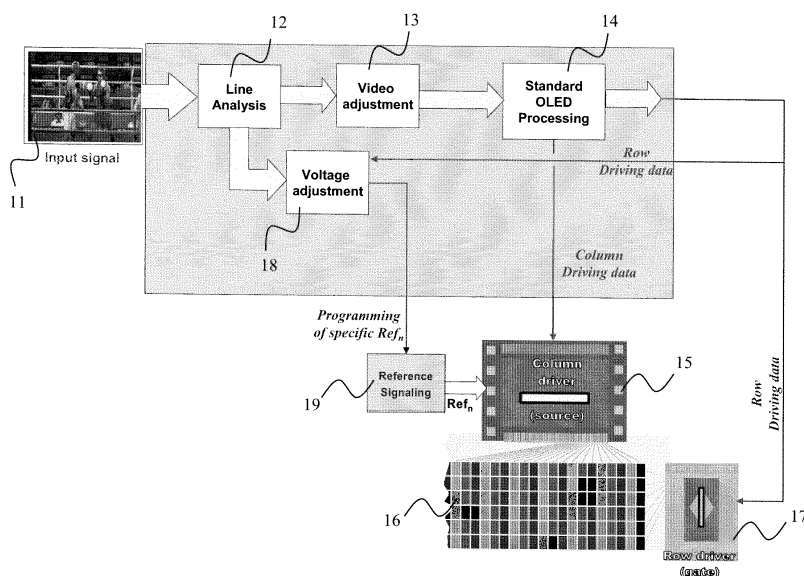 12
13
14
Line
Analysis
Video
adjustment
Standard
OLED
Processing
Input signal
11
Voltage
adjustment
18
Row
Driving data
Column
Driving data
Programming
of specific Refn
Reference
Signaling
19
Refn
Column
driver
(source)
15
Row
Driving data
16
17
Row driver
(gate)